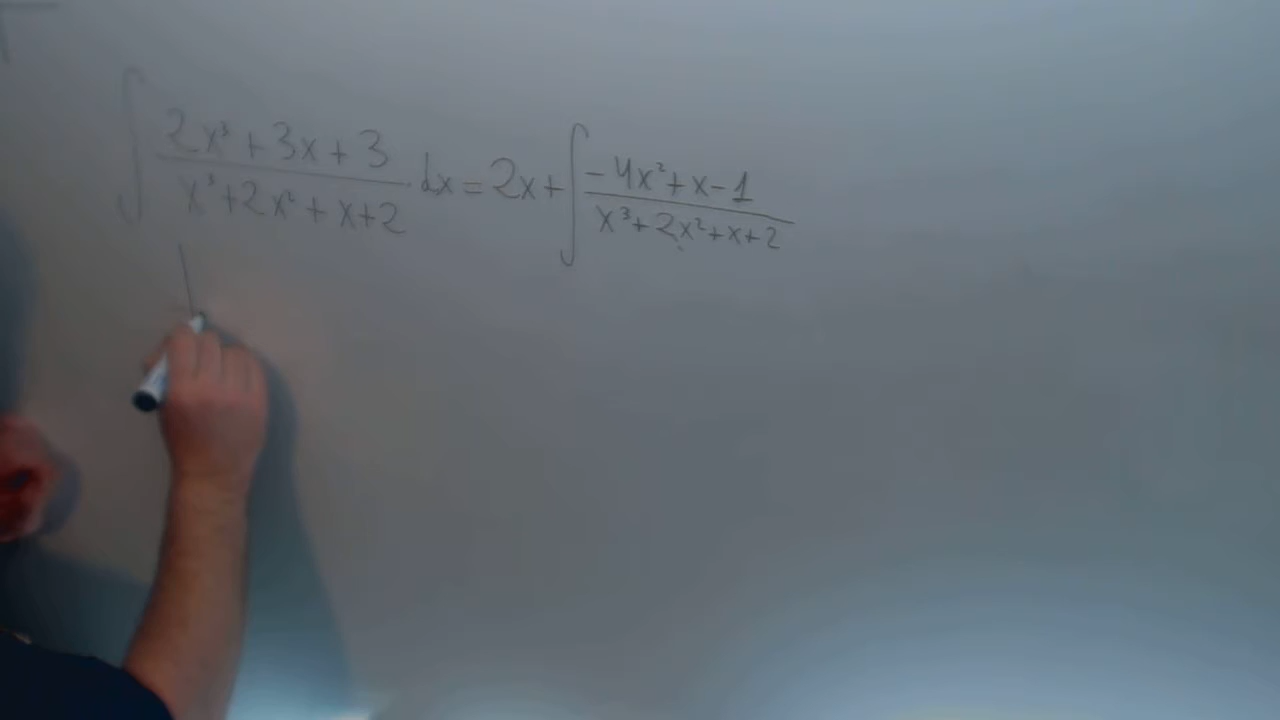 ∫ (2x³ + 3x + 3)/(x³ + 2x² + x + 2) dx = 2x + ∫ (-4x² + x - 1)/(x³ + 2x² + x + 2)